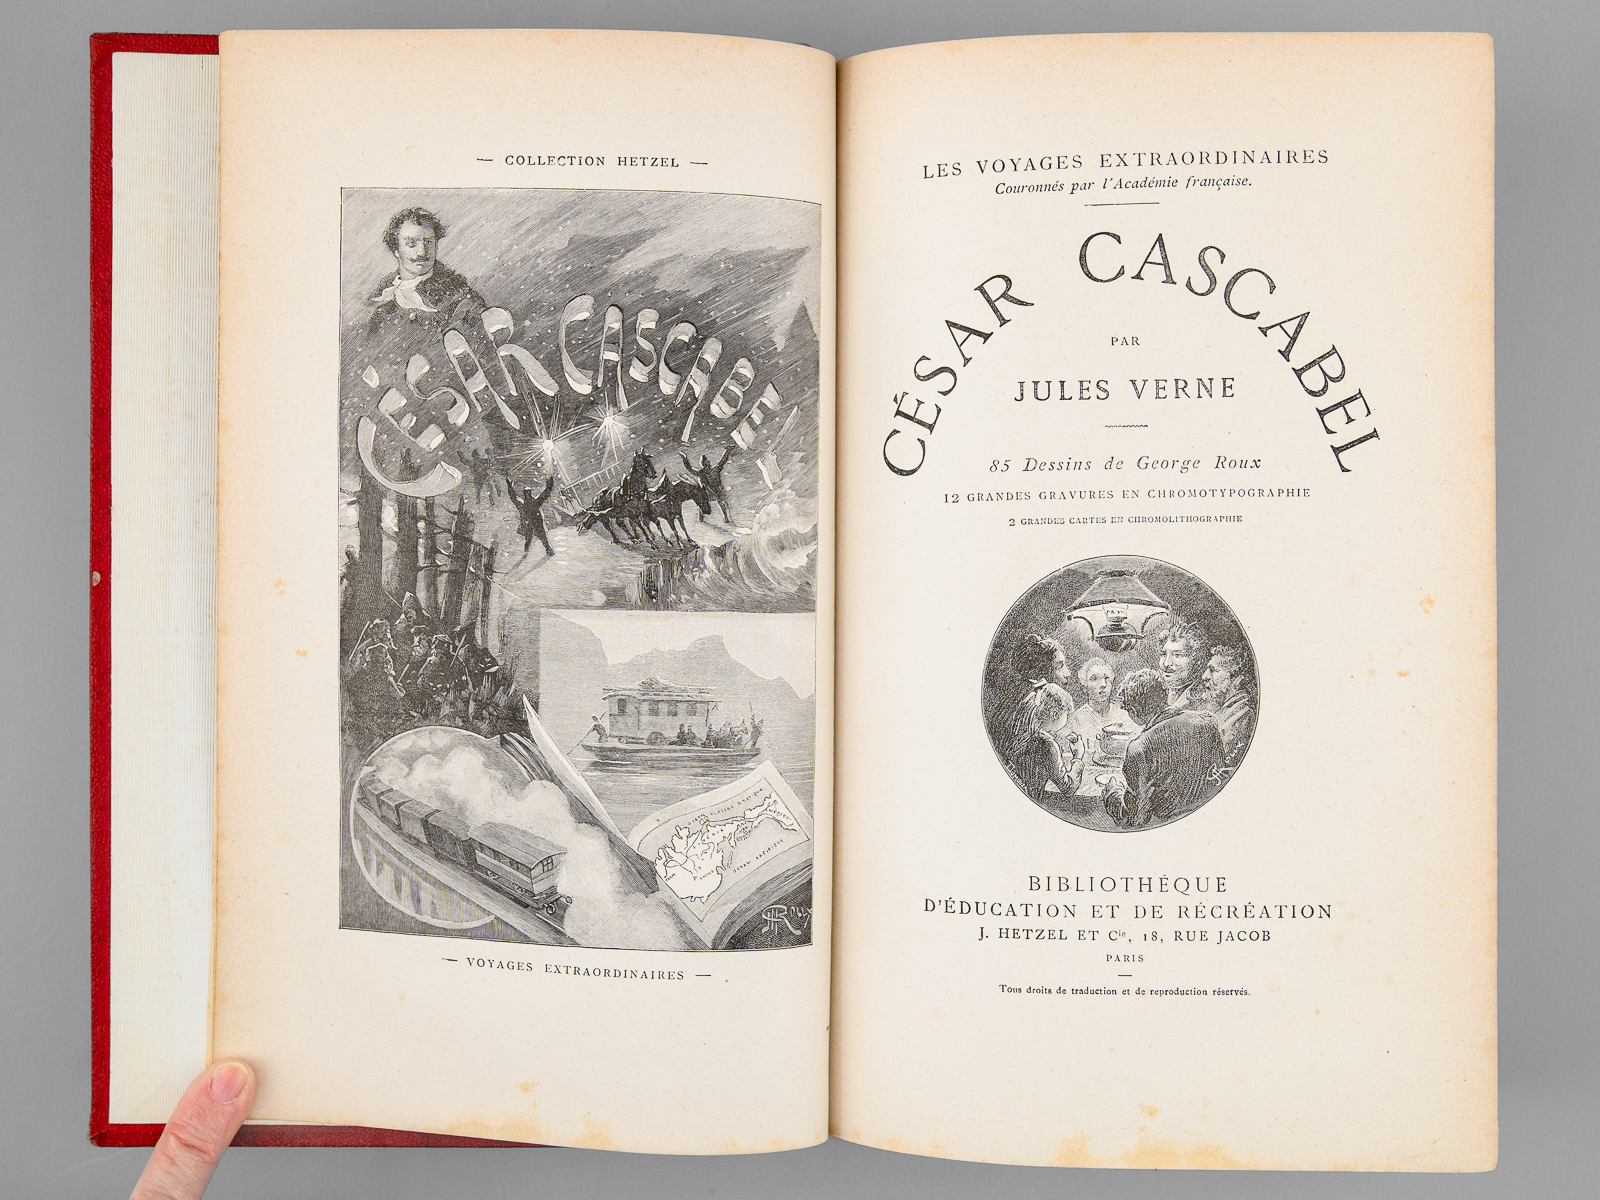 — COLLECTION HETZEL —
CÉSAR CASCABEL
G ROUX
— VOYAGES EXTRAORDINAIRES —
LES VOYAGES EXTRAORDINAIRES
Couronnés par l'Académie française.
CÉSAR CASCABEL
PAR
JULES VERNE
85 Dessins de George Roux
12 GRANDES GRAVURES EN CHROMOTYPOGRAPHIE
2 GRANDES CARTES EN CHROMOLITHOGRAPHIE
BIBLIOTHÉQUE
D'ÉDUCATION ET DE RÉCRÉATION
J. HETZEL ET Cie, 18, RUE JACOB
PARIS
Tous droits de traduction et de reproduction réservés.